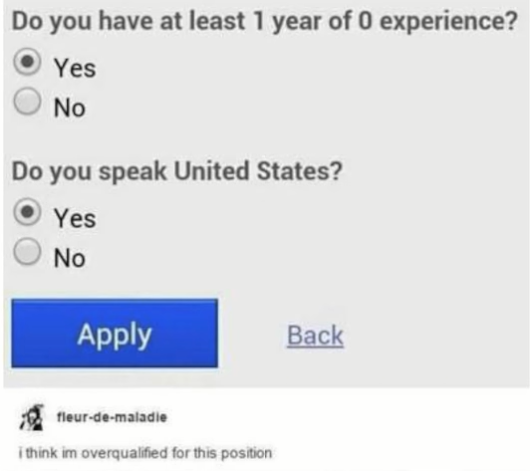 Do you have at least 1 year of 0 experience?
Yes
No
Do you speak United States?
Yes
No
Apply
Back
fleur-de-maladie
i think im overqualified for this position